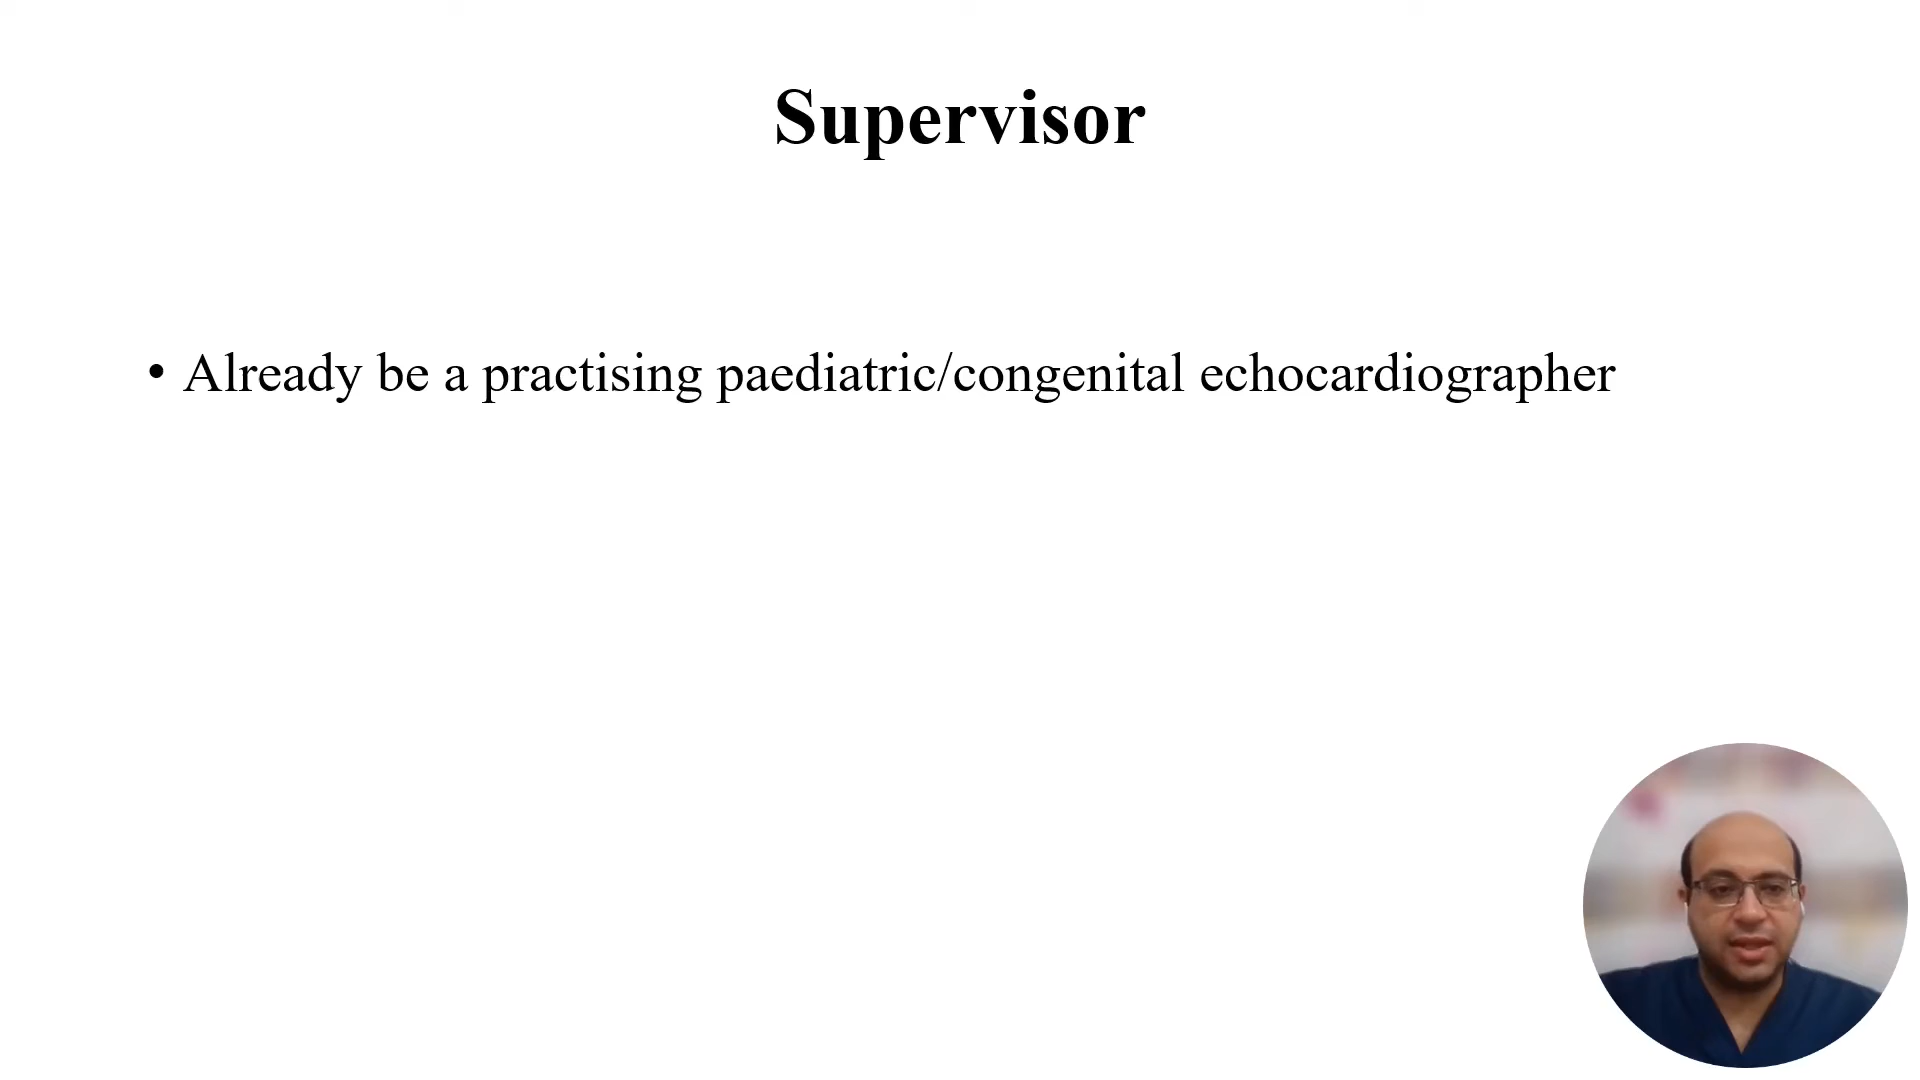 Supervisor
• Already be a practising paediatric/congenital echocardiographer